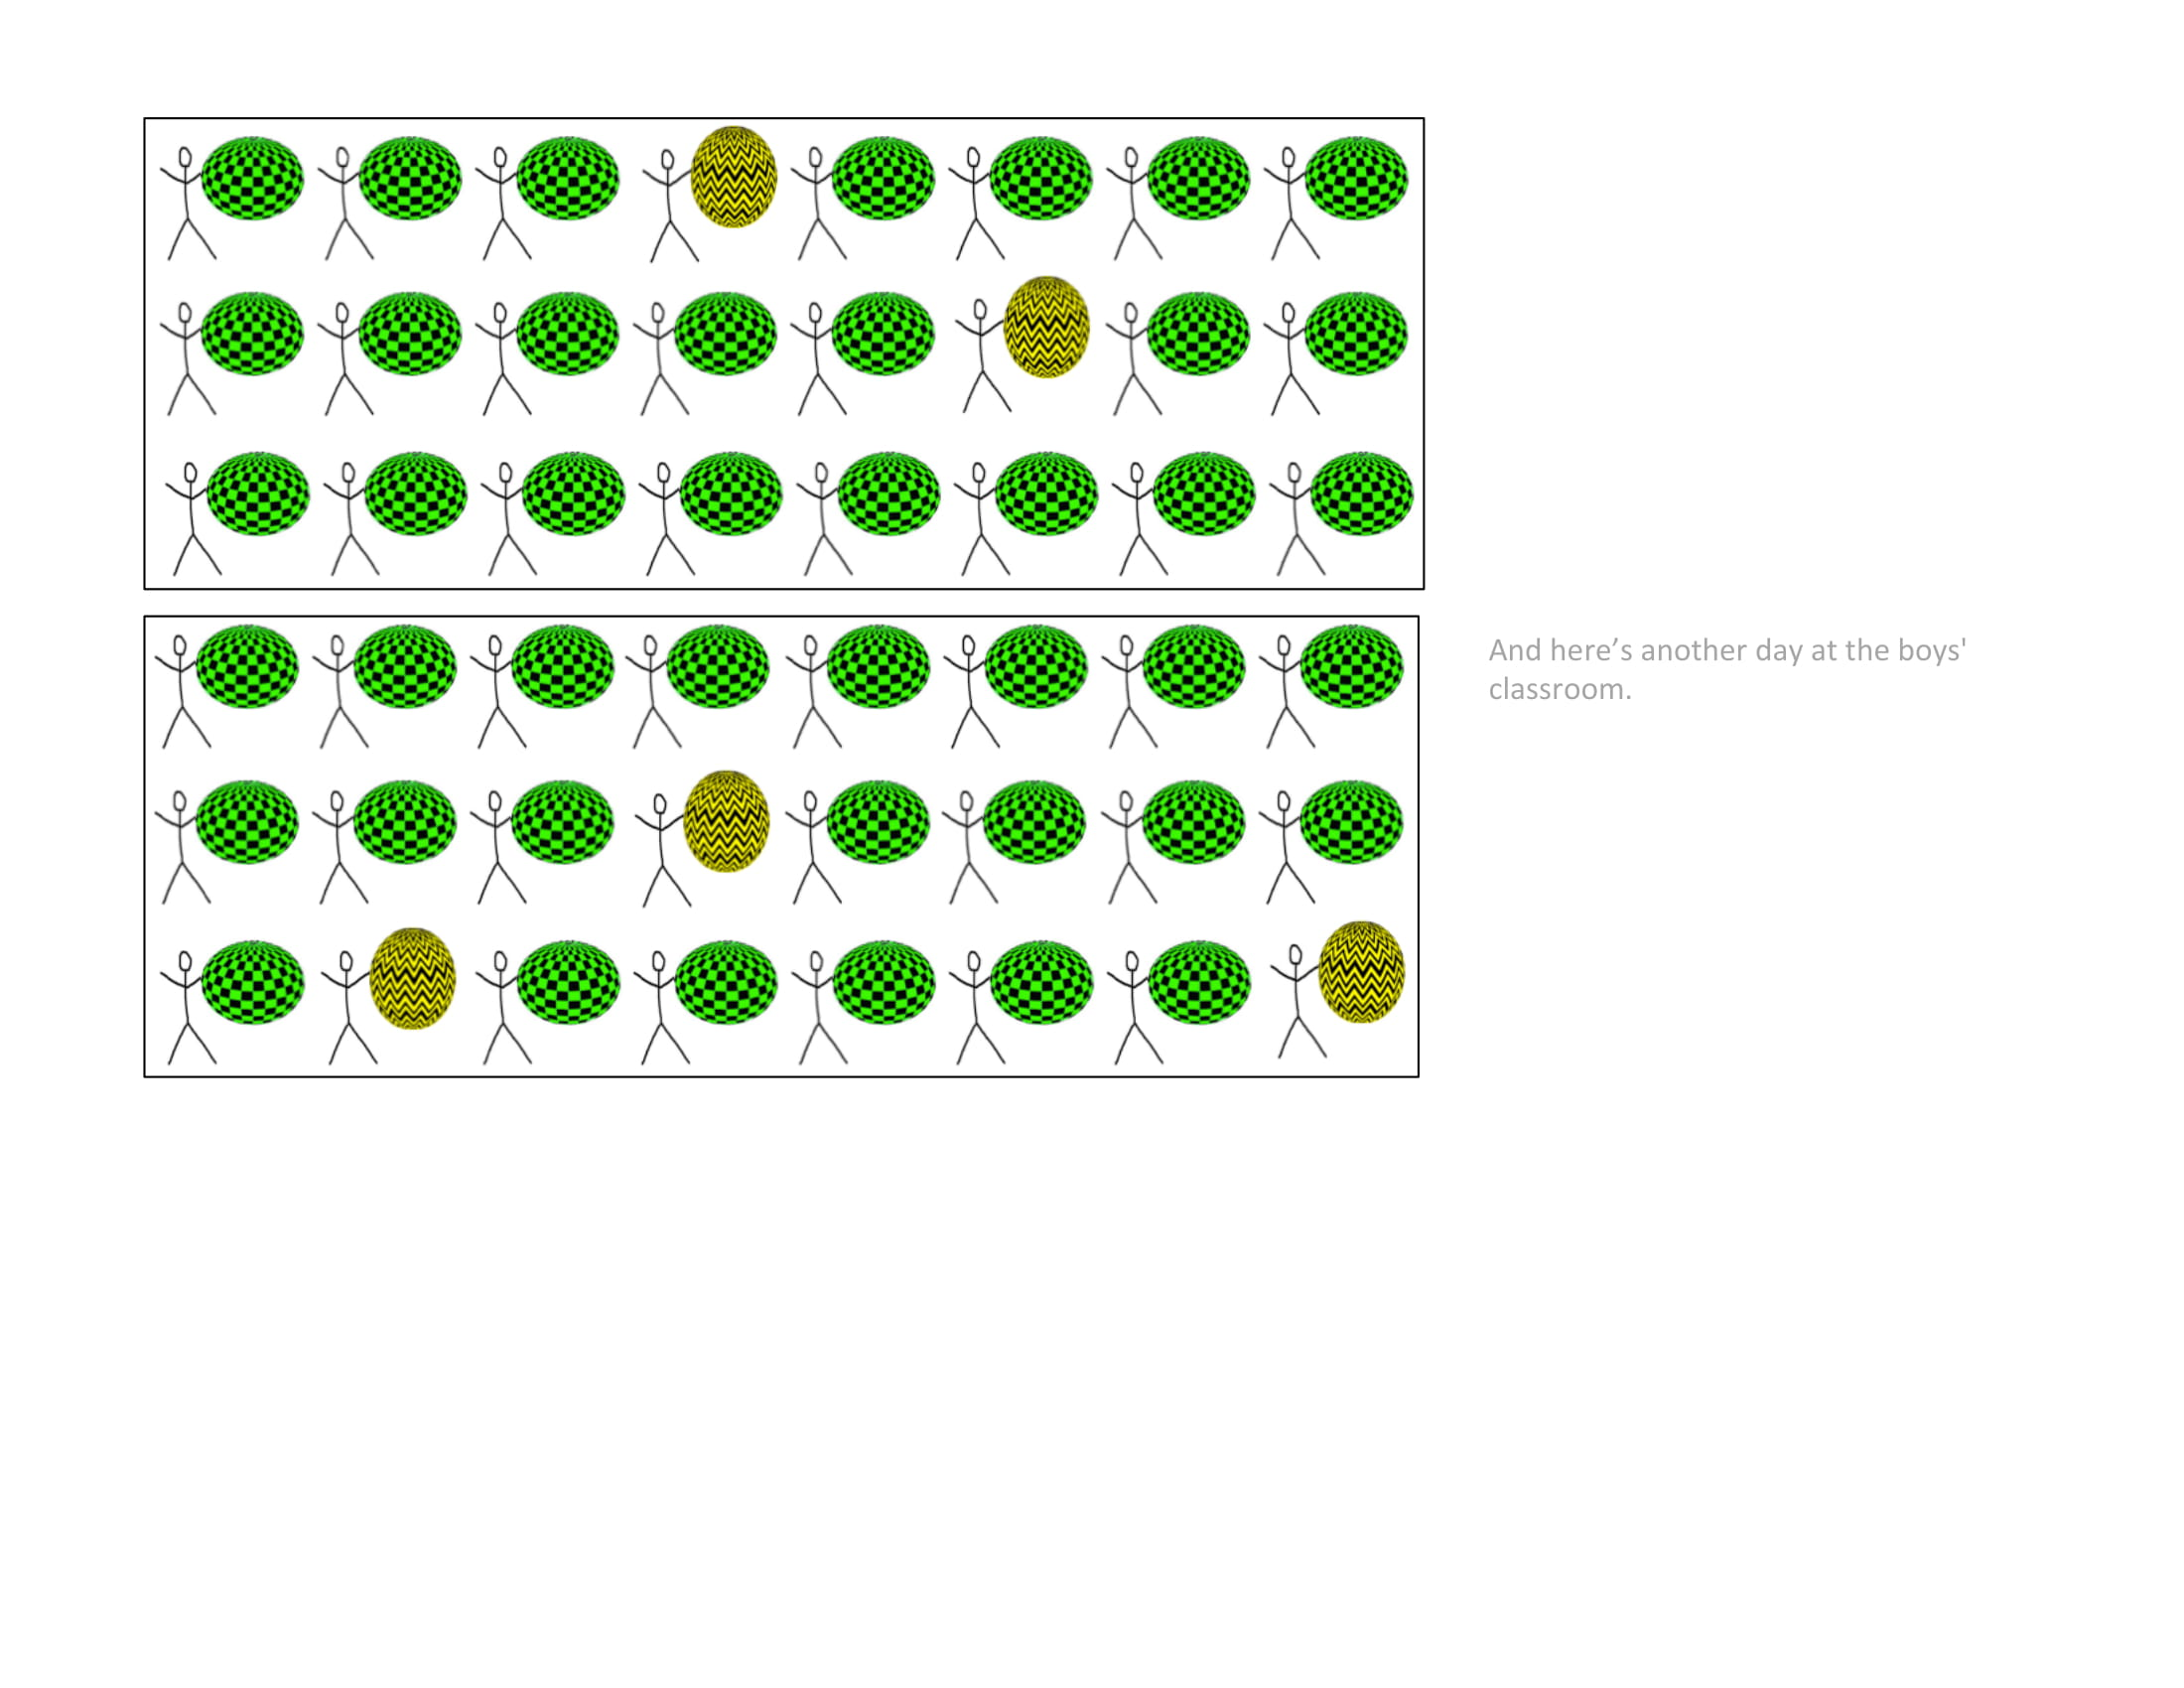 And here’s another day at the boys'
classroom.